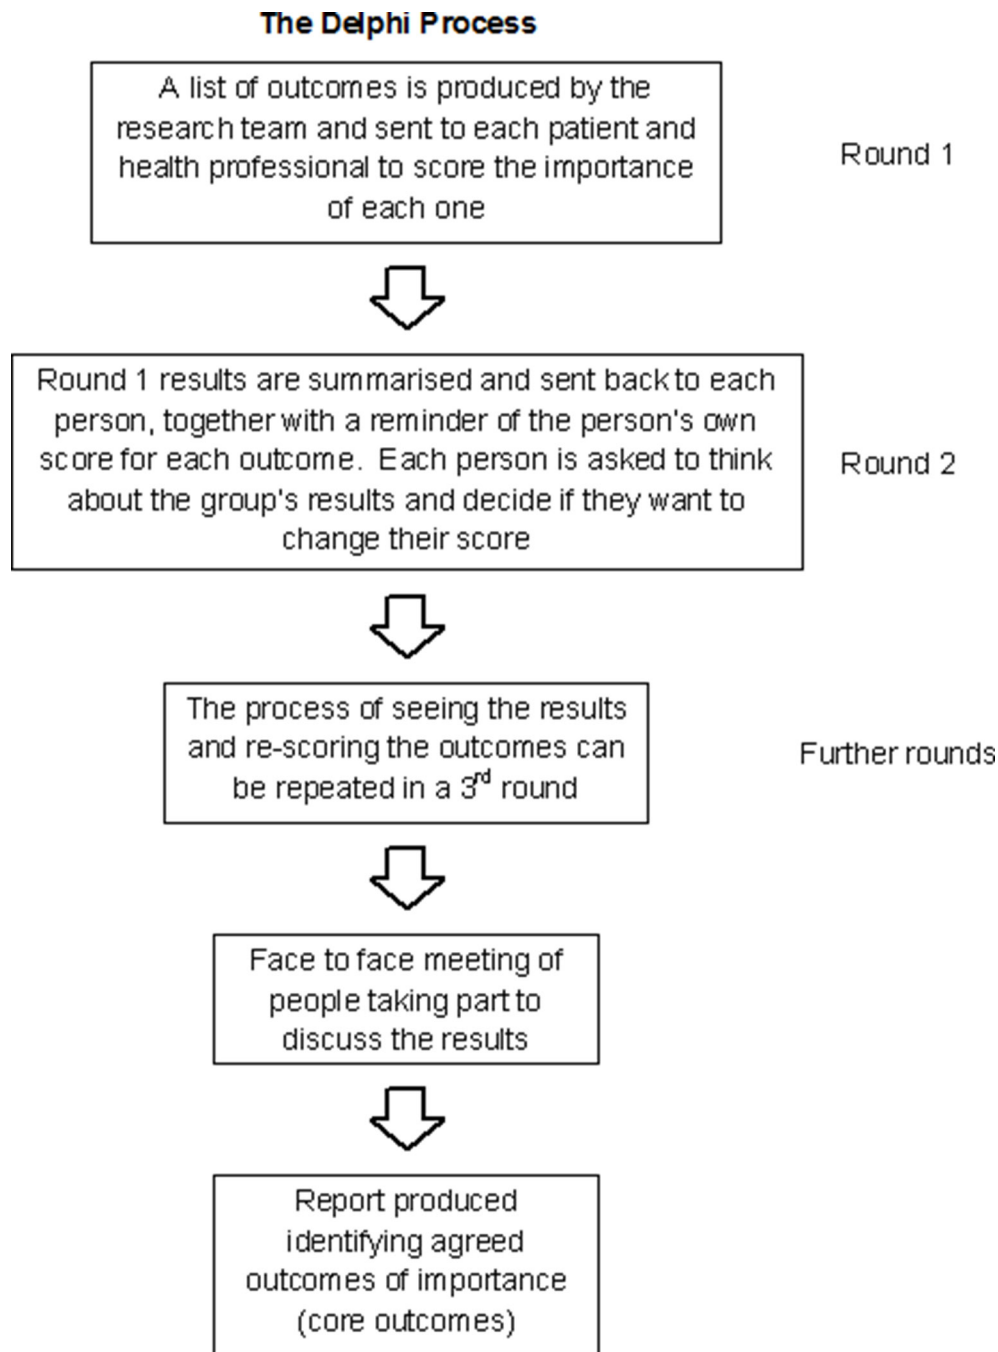 The Delphi Process
A list of outcomes is produced by the
research team and sent to each patient and
health professional to score the importance
of each one
Round 1
Round 1 results are summarised and sent back to each
person, together with a reminder of the person's own
score for each outcome.  Each person is asked to think
about the group's results and decide if they want to
change their score
Round 2
The process of seeing the results
and re-scoring the outcomes can
be repeated in a 3rd round
Further rounds
Face to face meeting of
people taking part to
discuss the results
Report produced
identifying agreed
outcomes of importance
(core outcomes)